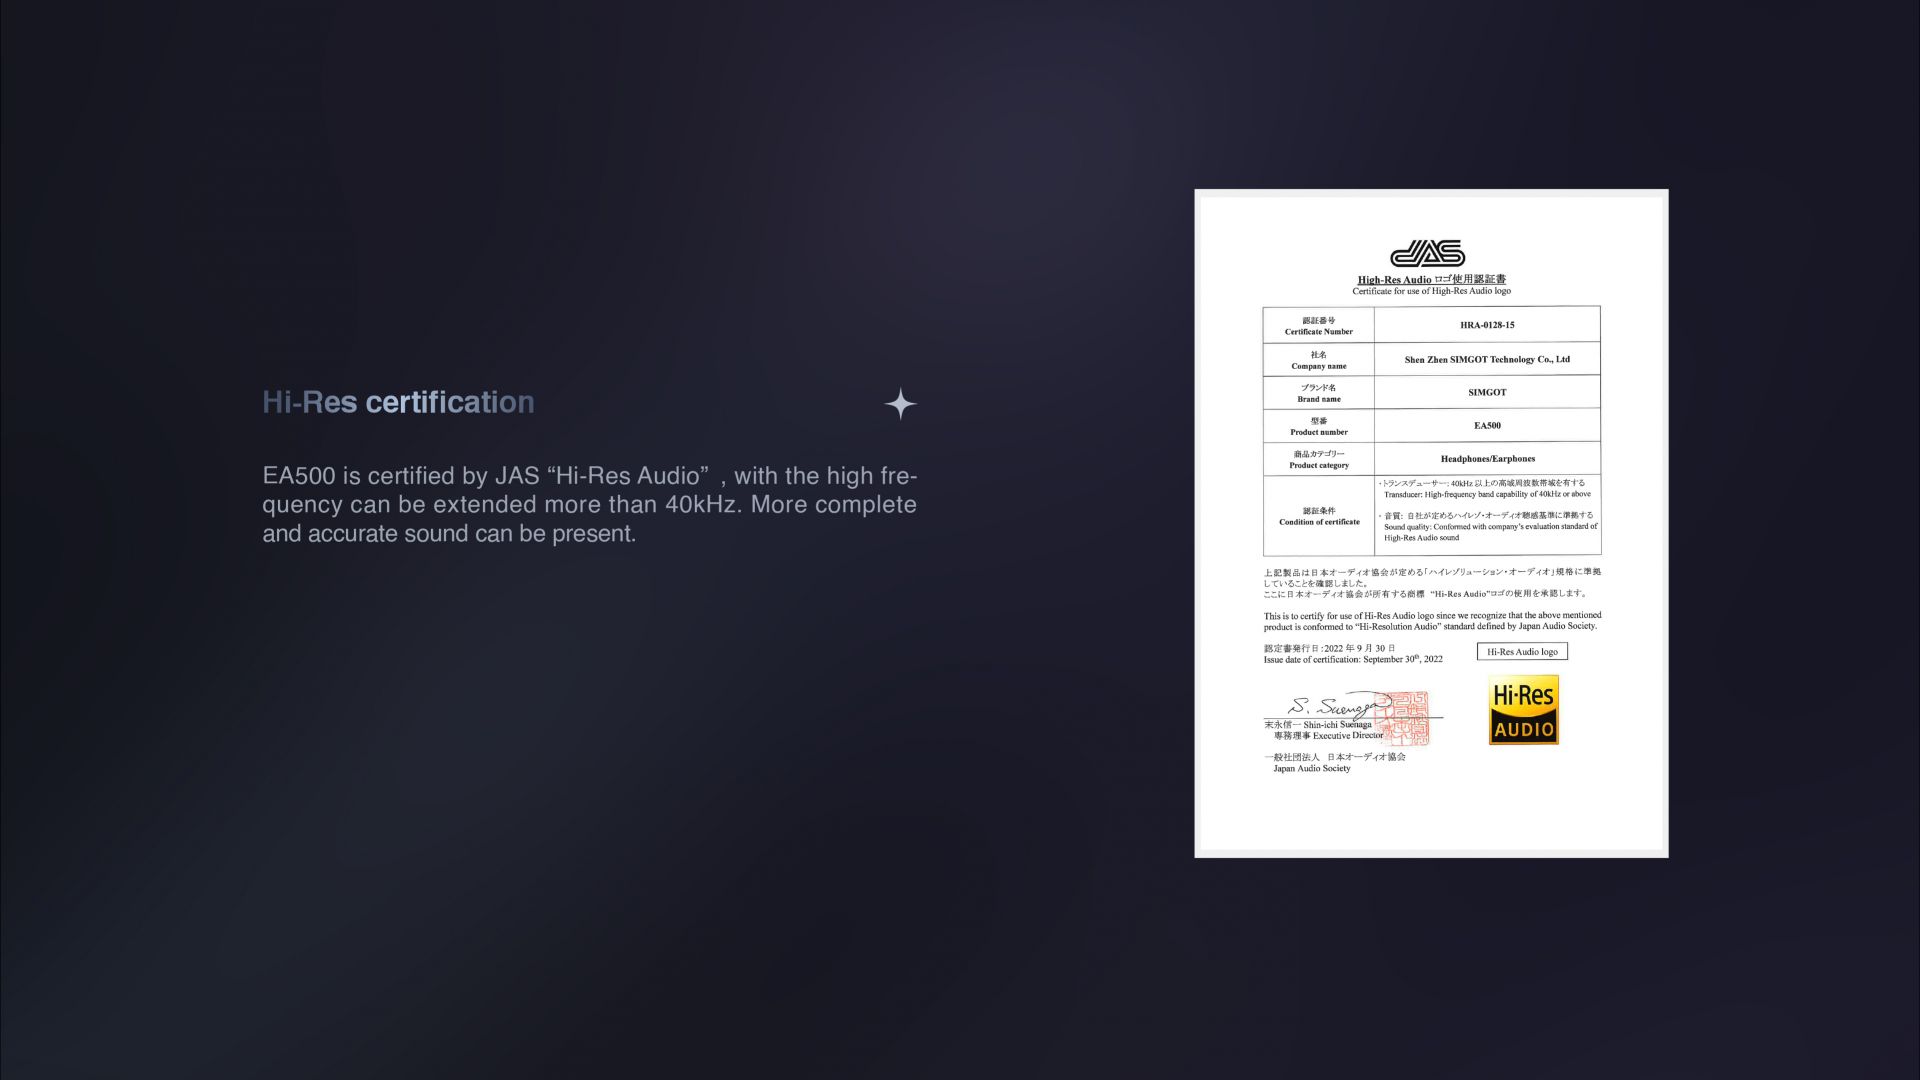 Hi-Res certification
EA500 is certified by JAS “Hi-Res Audio” , with the high fre-
quency can be extended more than 40kHz. More complete
and accurate sound can be present.
JAS
High-Res Audio ロゴ使用認証書
Certificate for use of High-Res Audio logo
認証番号
Certificate Number
HRA-0128-15
社名
Company name
Shen Zhen SIMGOT Technology Co., Ltd
ブランド名
Brand name
SIMGOT
型番
Product number
EA500
商品カテゴリー
Product category
Headphones/Earphones
認証条件
Condition of certificate
・トランスデューサー: 40kHz 以上の高域周波数帯域を有する
Transducer: High-frequency band capability of 40kHz or above
・音質: 自社が定めるハイレゾ・オーディオ聴感基準に準拠する
Sound quality: Conformed with company's evaluation standard of
High-Res Audio sound
上記製品は日本オーディオ協会が定める「ハイレゾリューション・オーディオ」規格に準拠
していることを確認しました。
ここに日本オーディオ協会が所有する商標 “Hi-Res Audio”ロゴの使用を承認します。
This is to certify for use of Hi-Res Audio logo since we recognize that the above mentioned
product is conformed to “Hi-Resolution Audio” standard defined by Japan Audio Society.
認定書発行日:2022 年 9 月 30 日
Issue date of certification: September 30th, 2022
Hi-Res Audio logo
S. Suenaga
末永信一 Shin-ichi Suenaga
専務理事 Executive Director
一般社団法人 日本オーディオ協会
Japan Audio Society
Hi-Res
AUDIO